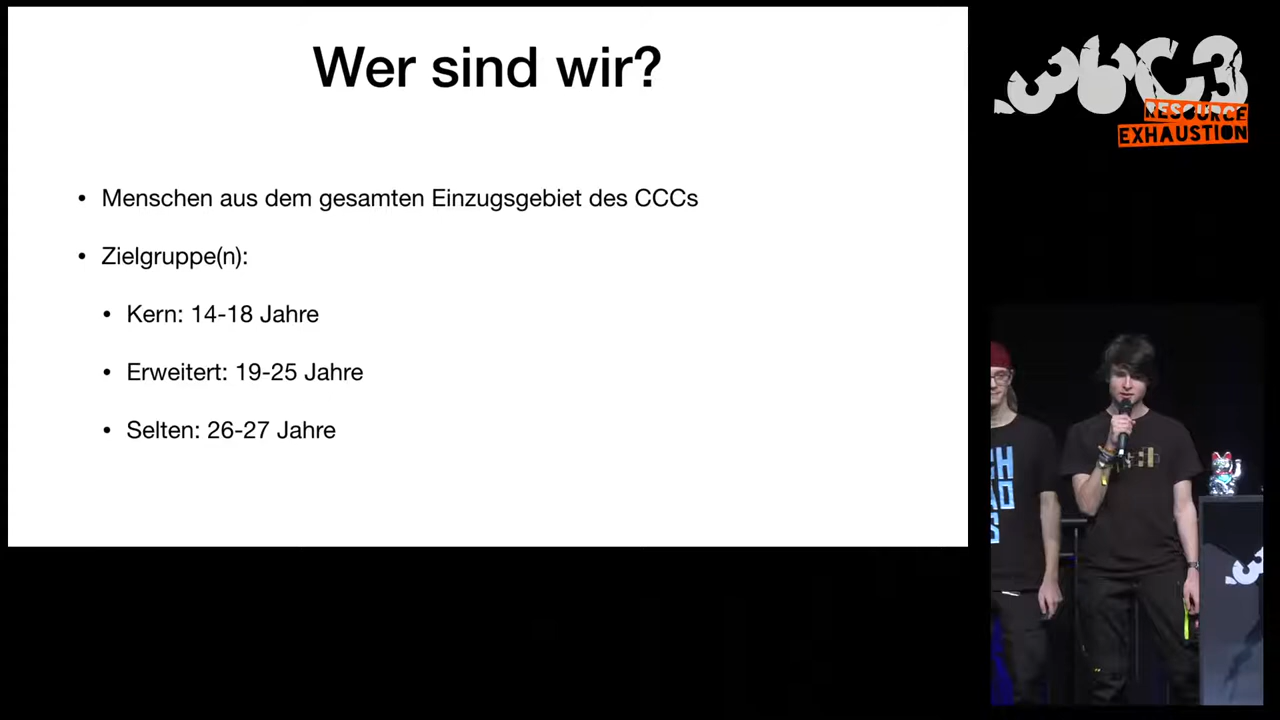 Wer sind wir?
• Menschen aus dem gesamten Einzugsgebiet des CCCs
• Zielgruppe(n):
• Kern: 14-18 Jahre
• Erweitert: 19-25 Jahre
• Selten: 26-27 Jahre
36C3
RESOURCE
EXHAUSTION